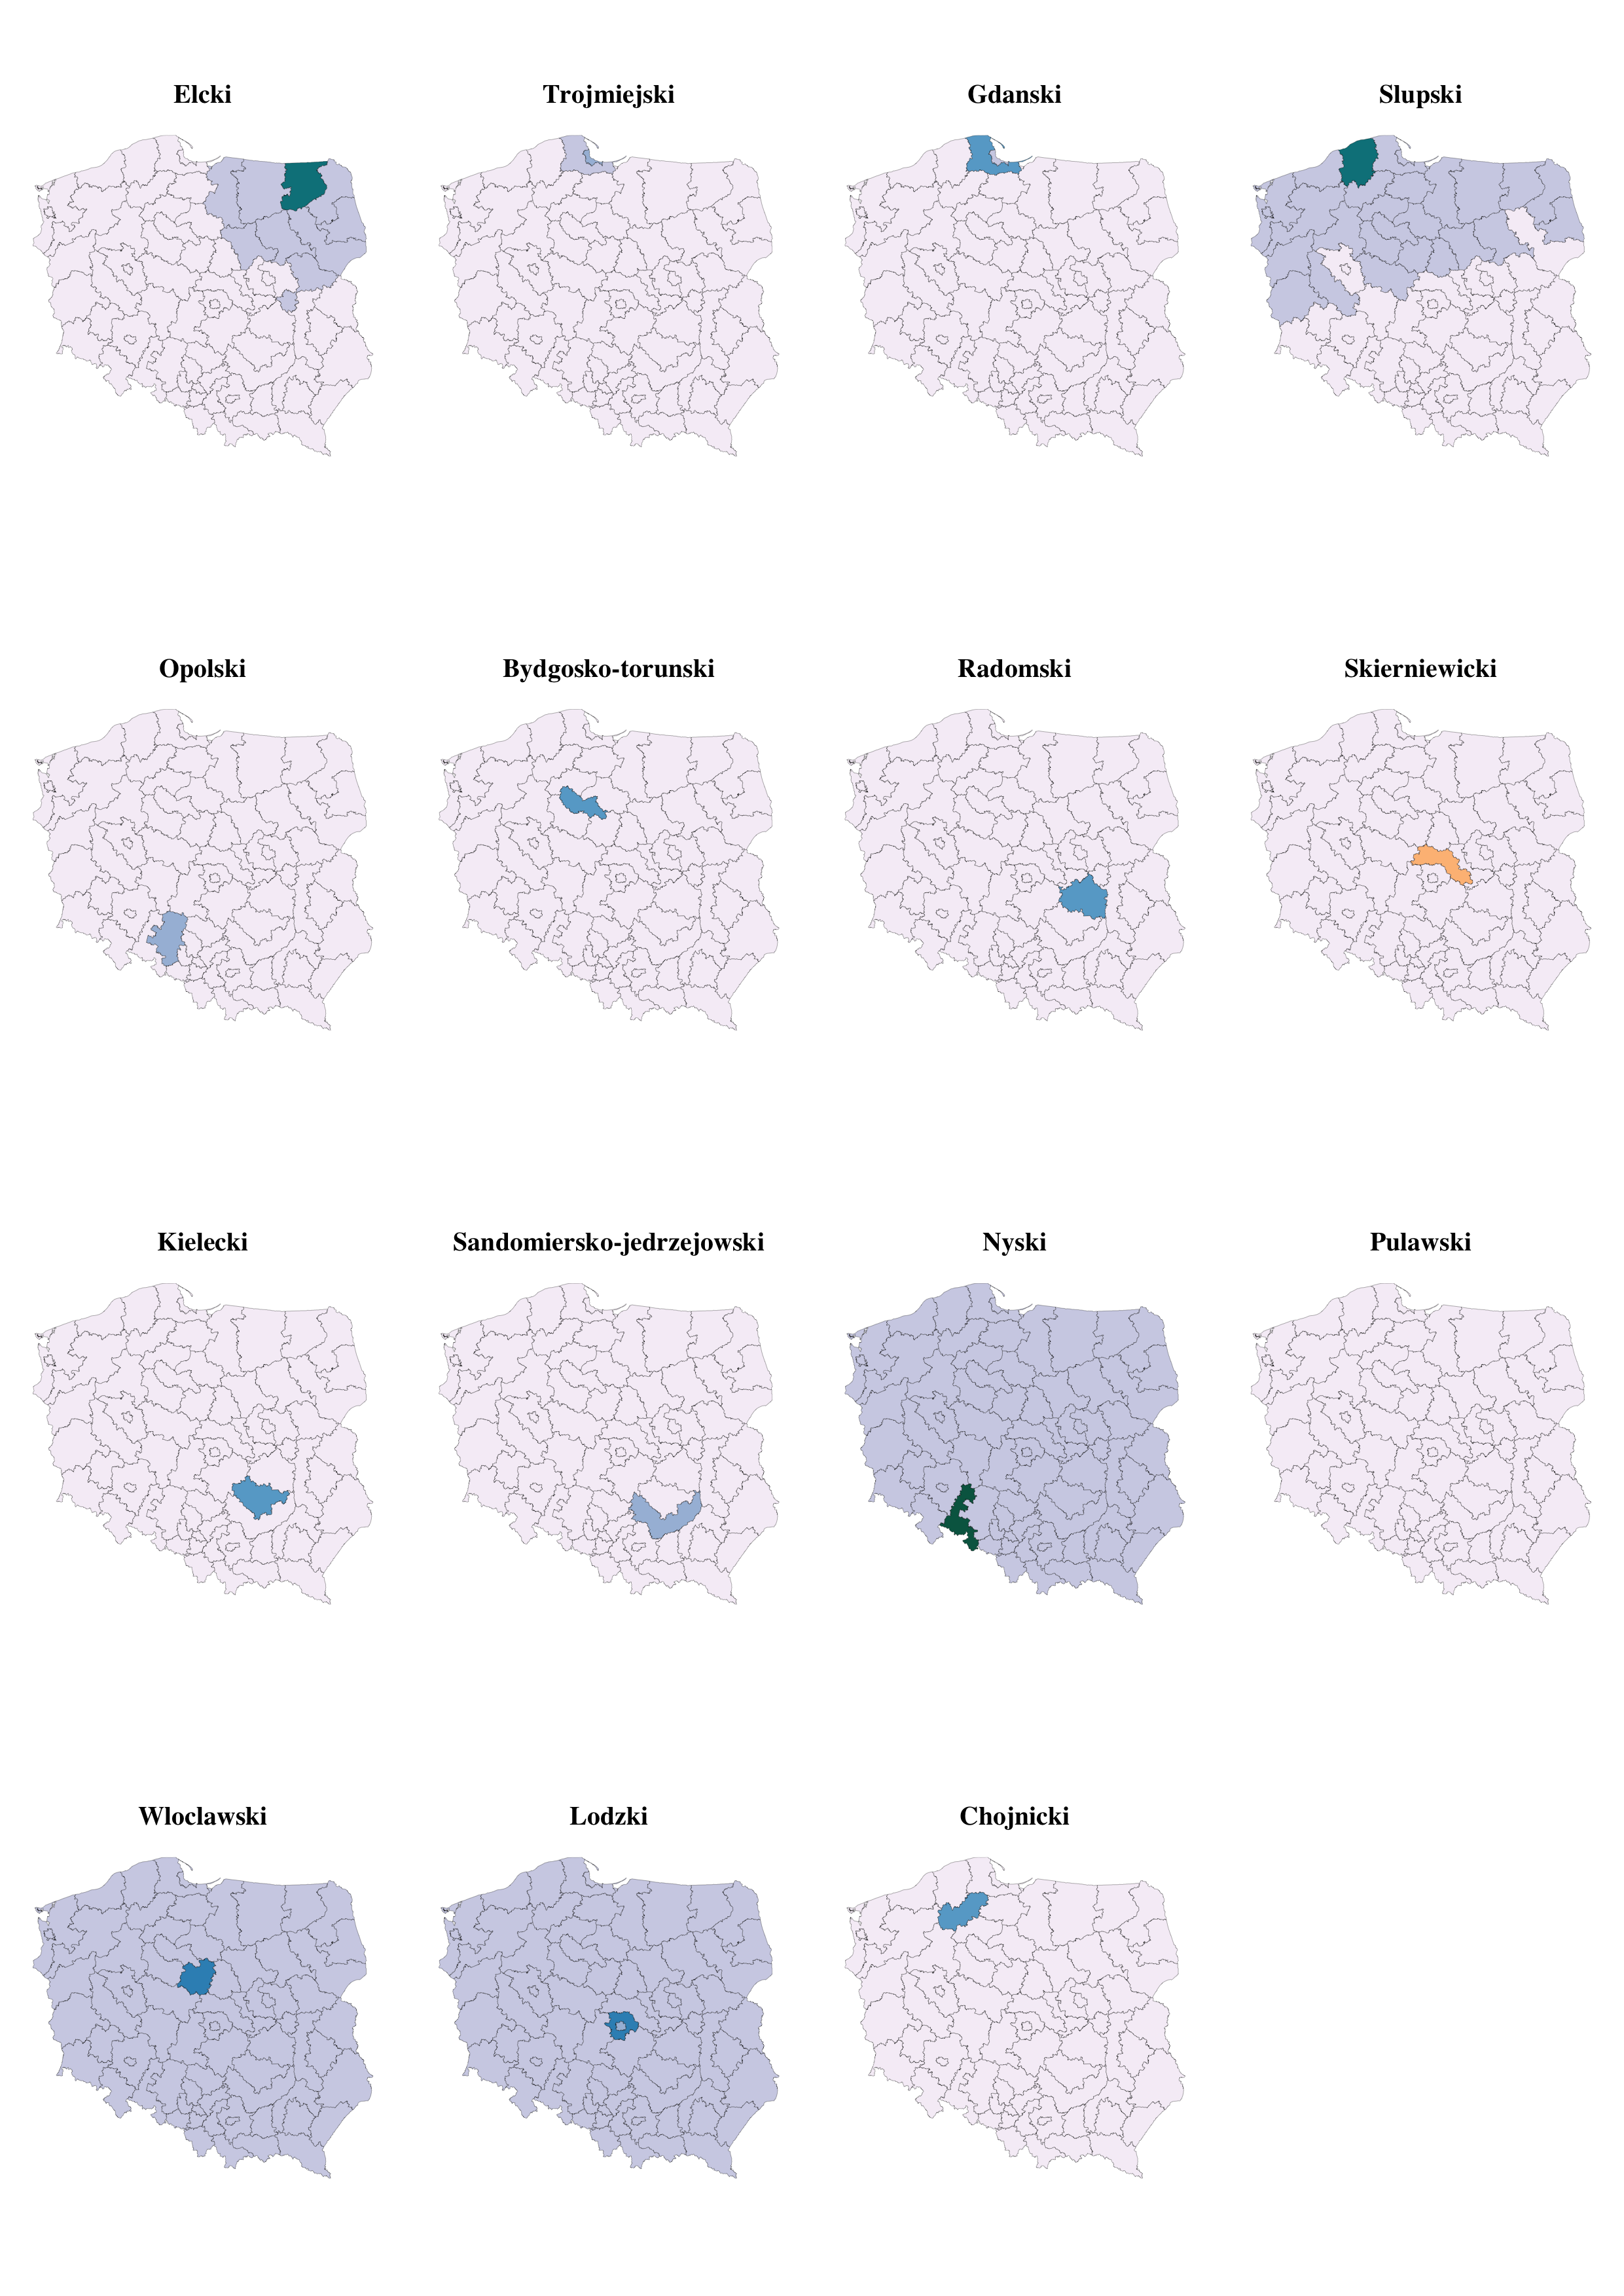 Elcki
Trojmiejski
Gdanski
Slupski
Opolski
Bydgosko-torunski
Radomski
Skierniewicki
Kielecki
Sandomiersko-jedrzejowski
Nyski
Pulawski
Wloclawski
Lodzki
Chojnicki